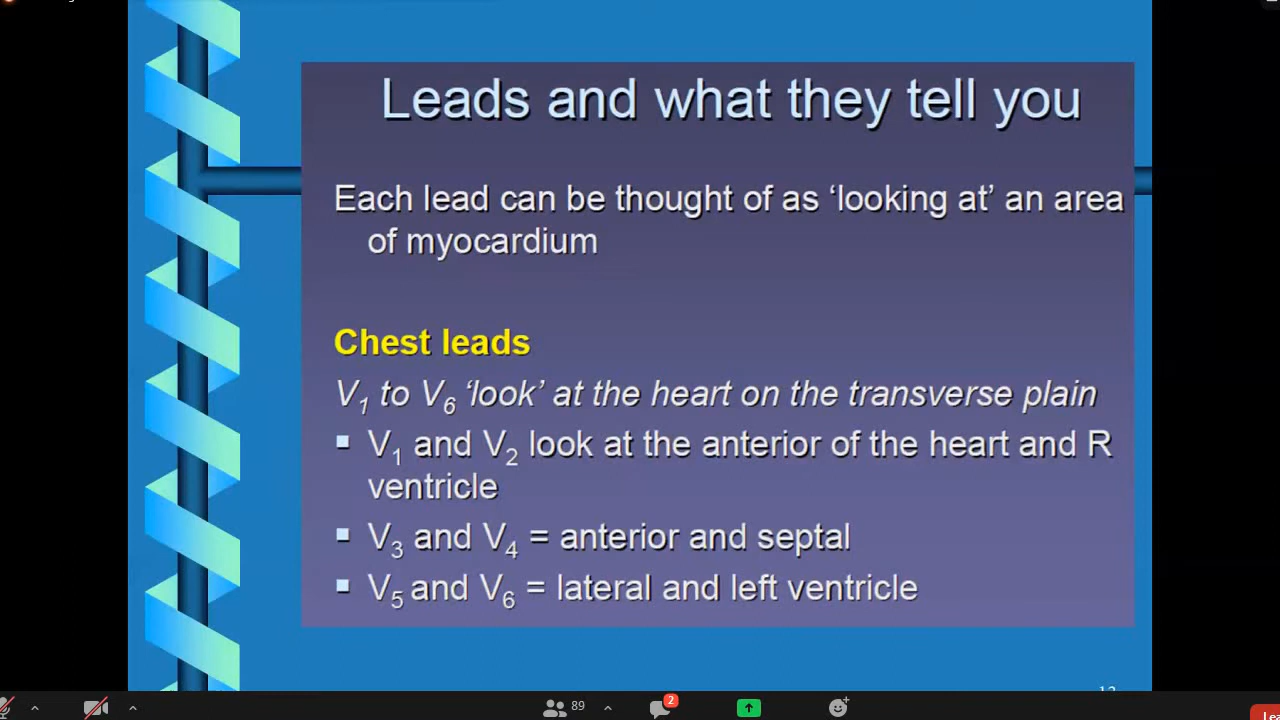 Leads and what they tell you
Each lead can be thought of as ‘looking at’ an area
of myocardium
Chest leads
V1 to V6 ‘look’ at the heart on the transverse plain
▪ V1 and V2 look at the anterior of the heart and R
ventricle
▪ V3 and V4 = anterior and septal
▪ V5 and V6 = lateral and left ventricle
89
2